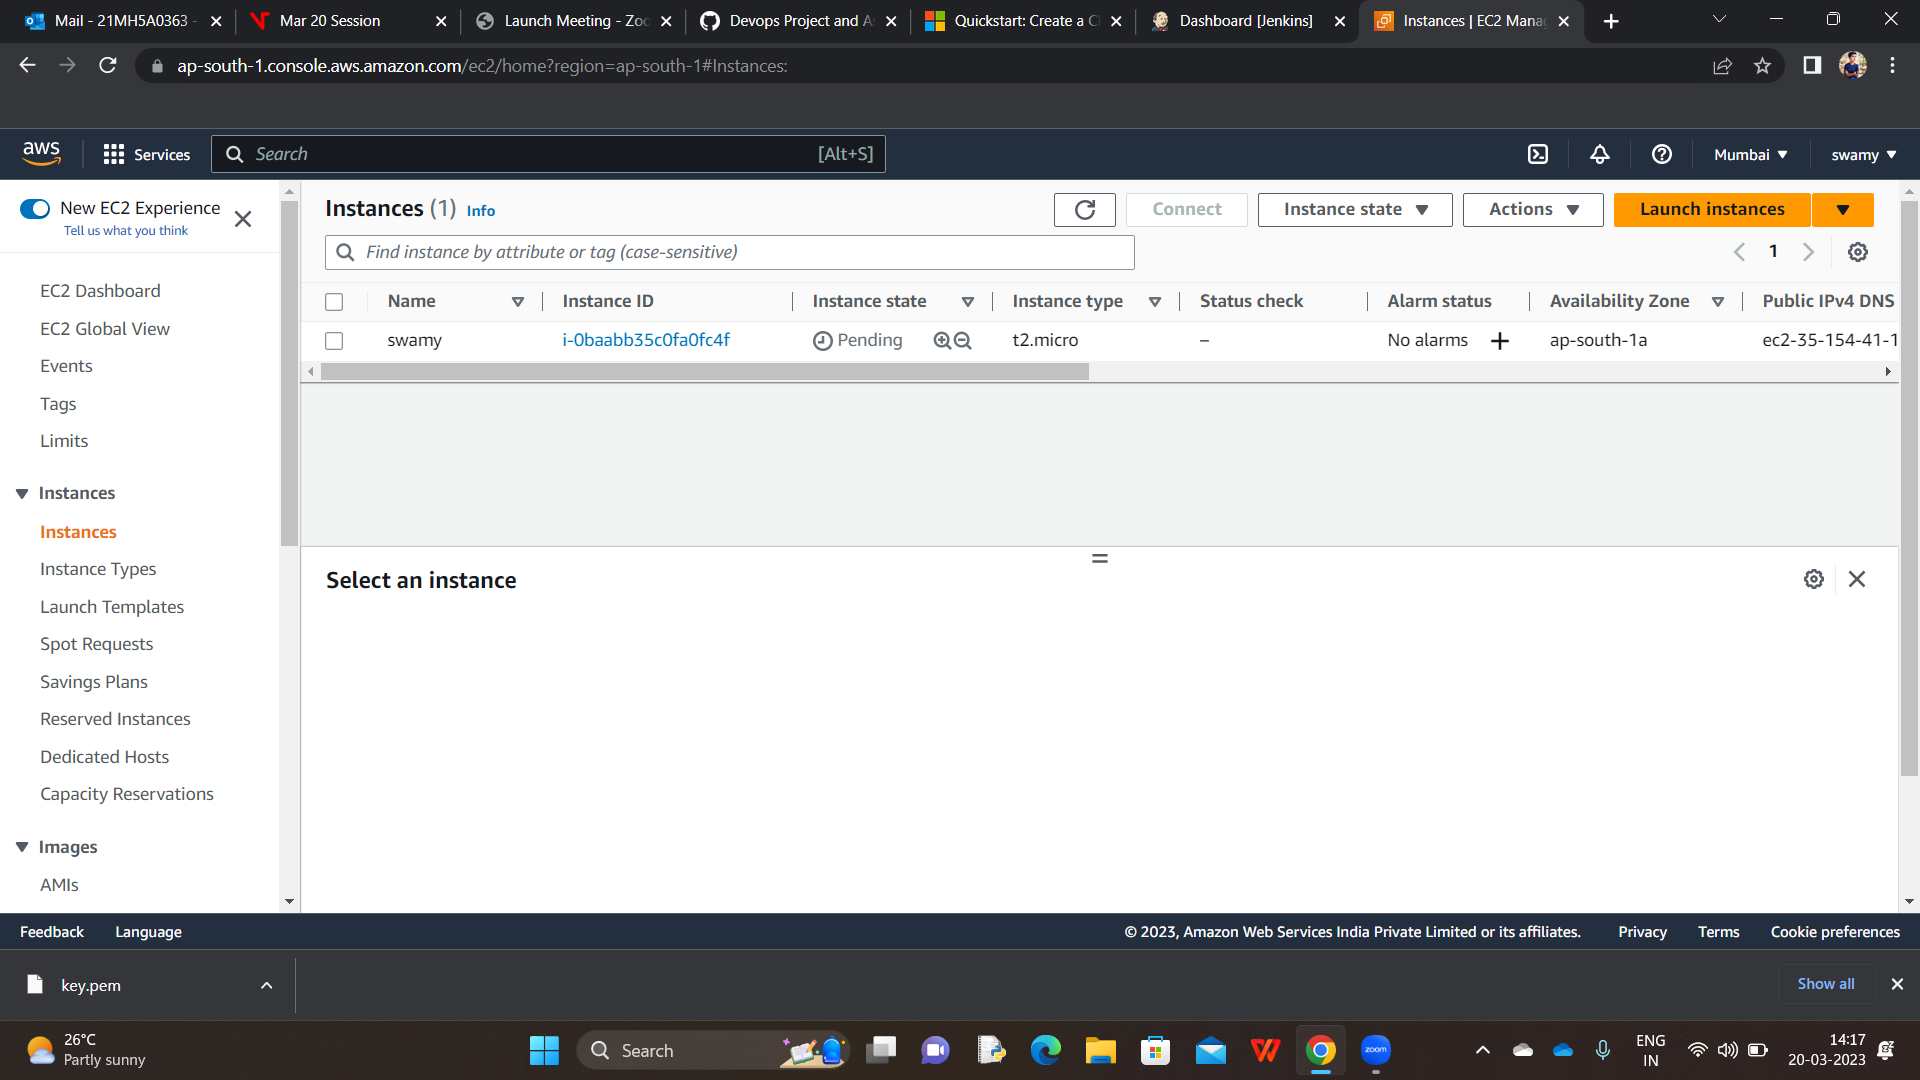 Mail - 21MH5A0363 -
Mar 20 Session
Launch Meeting - Zoo
Devops Project and As
Quickstart: Create a C
Dashboard [Jenkins]
Instances | EC2 Manag
ap-south-1.console.aws.amazon.com/ec2/home?region=ap-south-1#Instances:
aws
Services
Search
[Alt+S]
Mumbai
swamy
New EC2 Experience
Tell us what you think
EC2 Dashboard
EC2 Global View
Events
Tags
Limits
Instances
Instances
Instance Types
Launch Templates
Spot Requests
Savings Plans
Reserved Instances
Dedicated Hosts
Capacity Reservations
Images
AMIs
Instances (1) Info
Connect
Instance state
Actions
Launch instances
Find instance by attribute or tag (case-sensitive)
1
Name Instance ID Instance state Instance type Status check Alarm status Availability Zone Public IPv4 DNS
swamy i-0baabb35c0fa0fc4f Pending t2.micro – No alarms + ap-south-1a ec2-35-154-41-1
Select an instance
Feedback Language
© 2023, Amazon Web Services India Private Limited or its affiliates. Privacy Terms Cookie preferences
key.pem
Show all
26°C
Partly sunny
Search
zoom
ENG
IN
14:17
20-03-2023